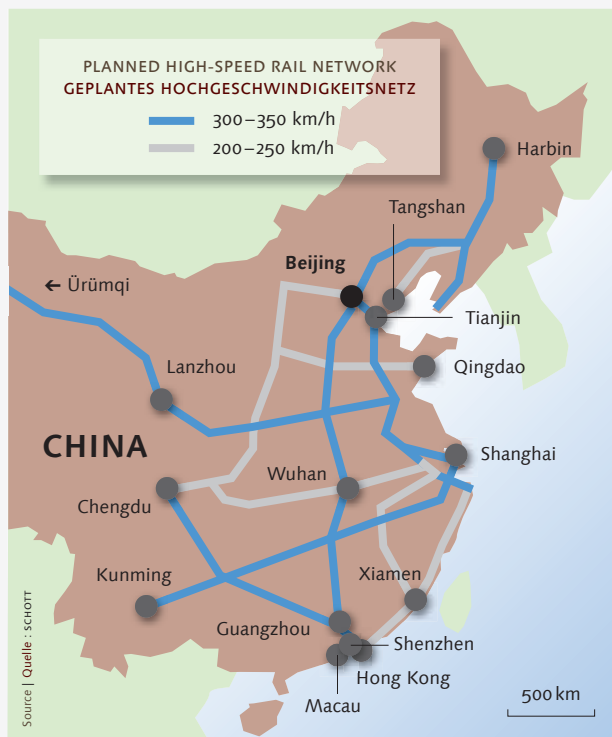 PLANNED HIGH-SPEED RAIL NETWORK
GEPLANTES HOCHGESCHWINDIGKEITSNETZ
300–350 km/h
200–250 km/h
Harbin
Tangshan
Beijing
← Ürümqi
Tianjin
Lanzhou
Qingdao
CHINA
Shanghai
Wuhan
Chengdu
Kunming
Xiamen
Guangzhou
Shenzhen
Hong Kong
Macau
500 km
Source | Quelle : SCHOTT